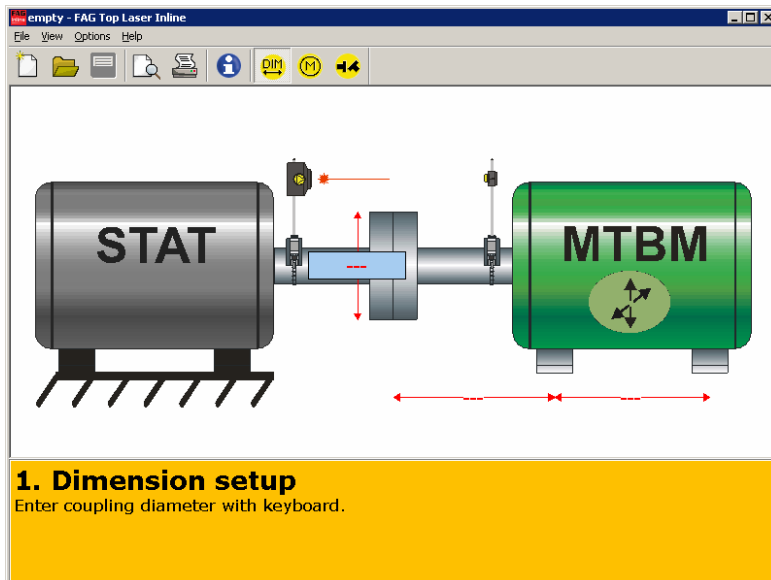 empty - FAG Top Laser Inline
File View Options Help
DIM M
STAT
MTBM
---
--- ---
1. Dimension setup
Enter coupling diameter with keyboard.